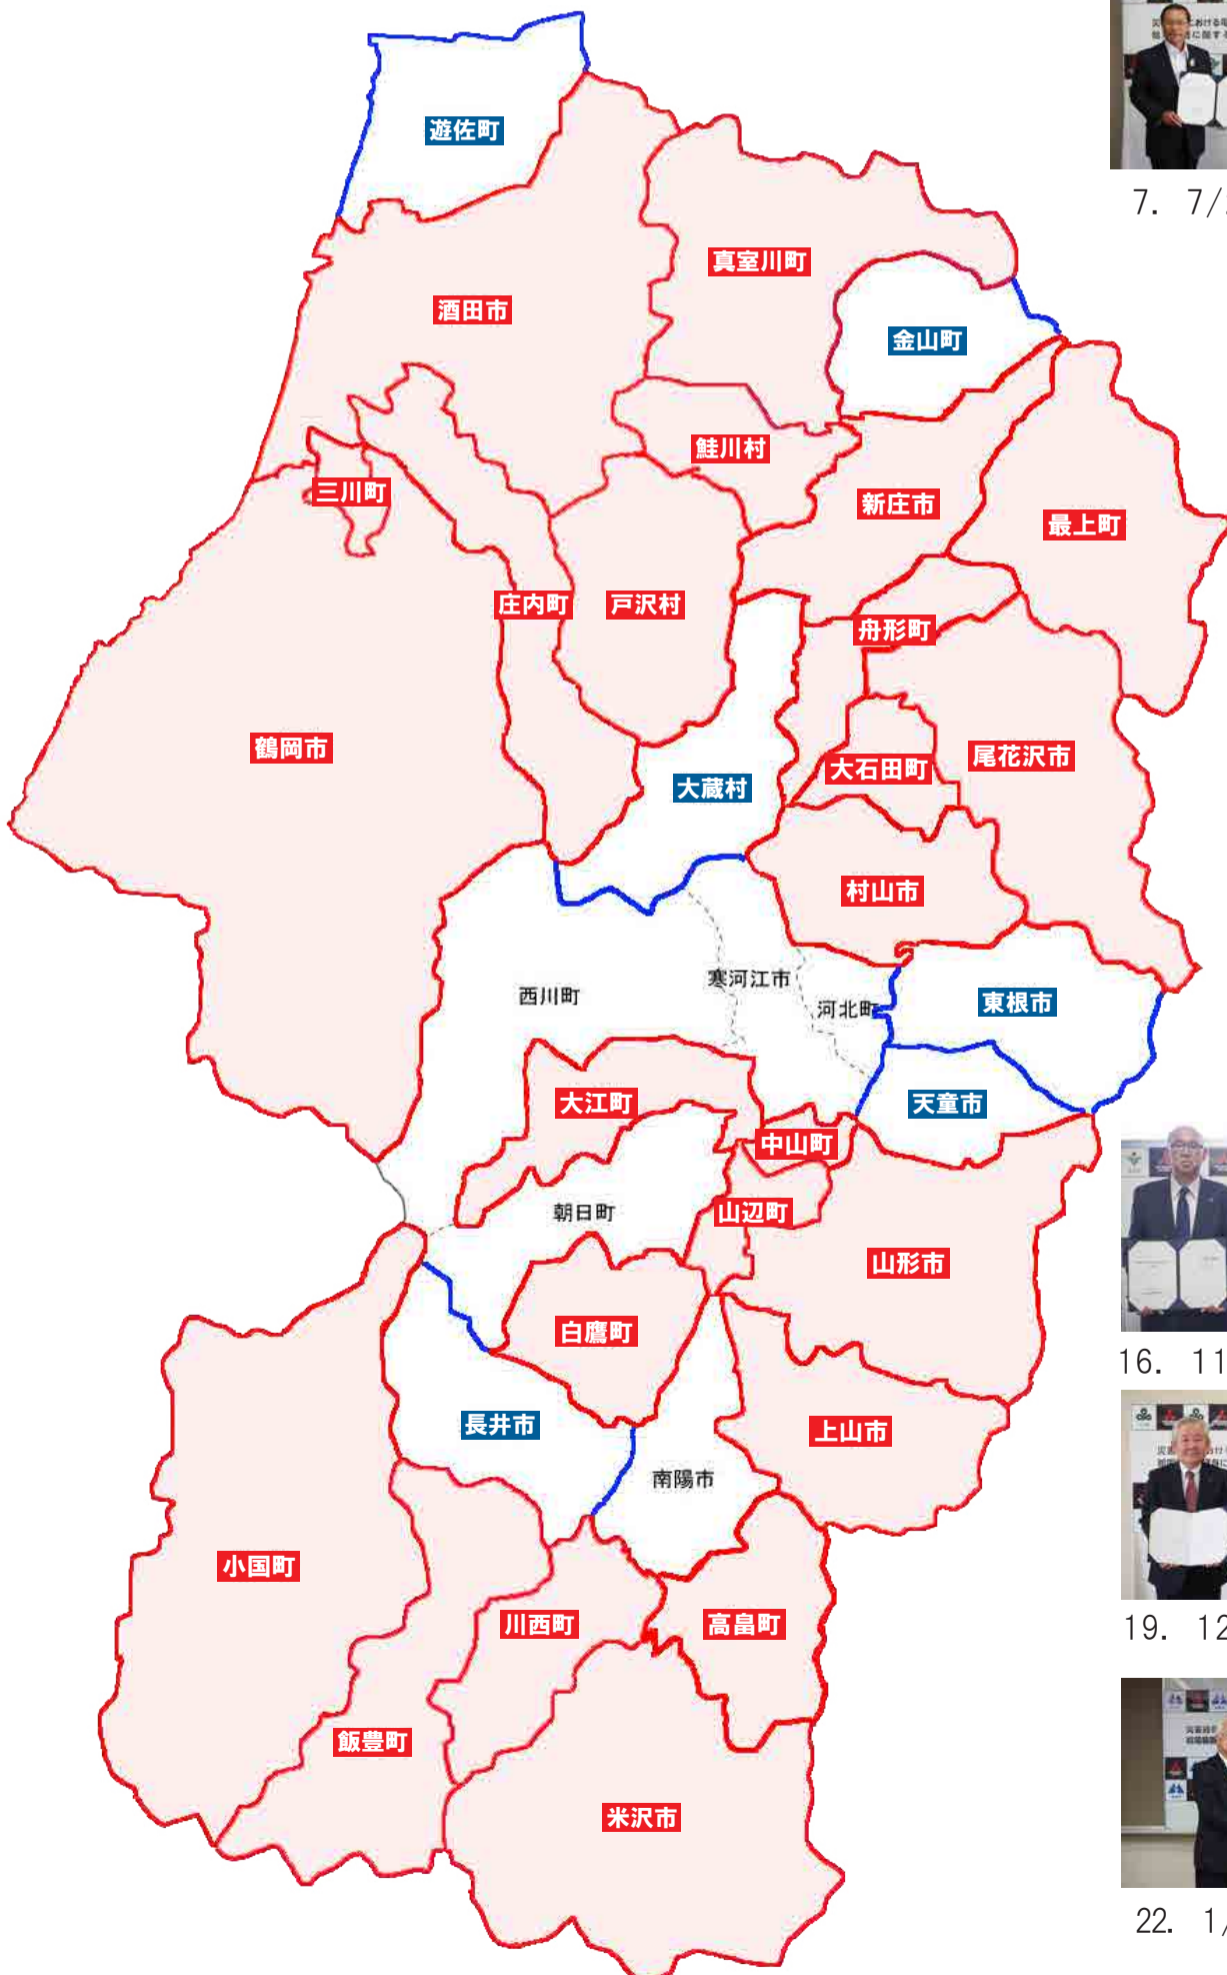 遊佐町
7. 7/
真室川町
酒田市
金山町
鮭川村
三川町
新庄市
最上町
庄内町
戸沢村
舟形町
鶴岡市
尾花沢市
大石田町
大蔵村
村山市
寒河江市
西川町
東根市
河北町
大江町
天童市
中山町
朝日町
山辺町
山形市
白鷹町
16. 11
長井市
上山市
南陽市
小国町
川西町
高畠町
19. 12
飯豊町
米沢市
22. 1/